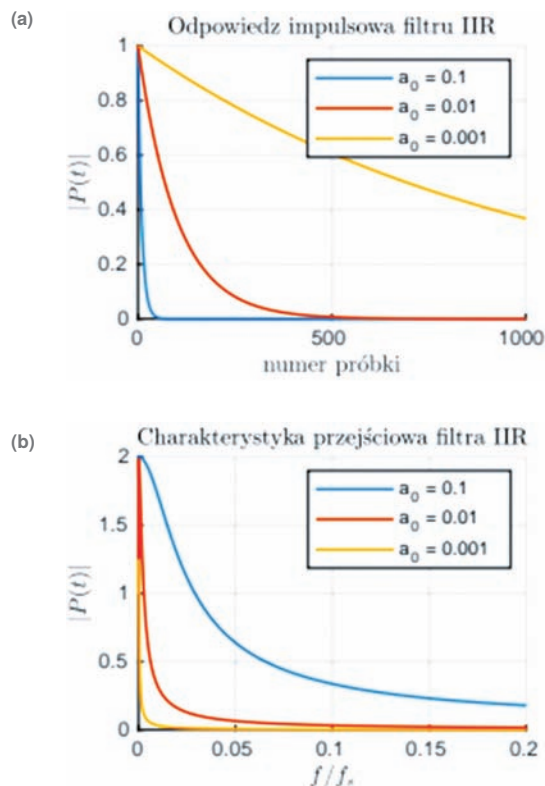 (a)
Odpowiedz impulsowa filtru IIR
1
0.8
0.6
0.4
0.2
0
|P(t)|
a₀ = 0.1
a₀ = 0.01
a₀ = 0.001
0
500
1000
numer próbki
(b)
Charakterystyka przejściowa filtra IIR
2
1.5
1
0.5
0
|P(t)|
a₀ = 0.1
a₀ = 0.01
a₀ = 0.001
0
0.05
0.1
0.15
0.2
f/fₛ